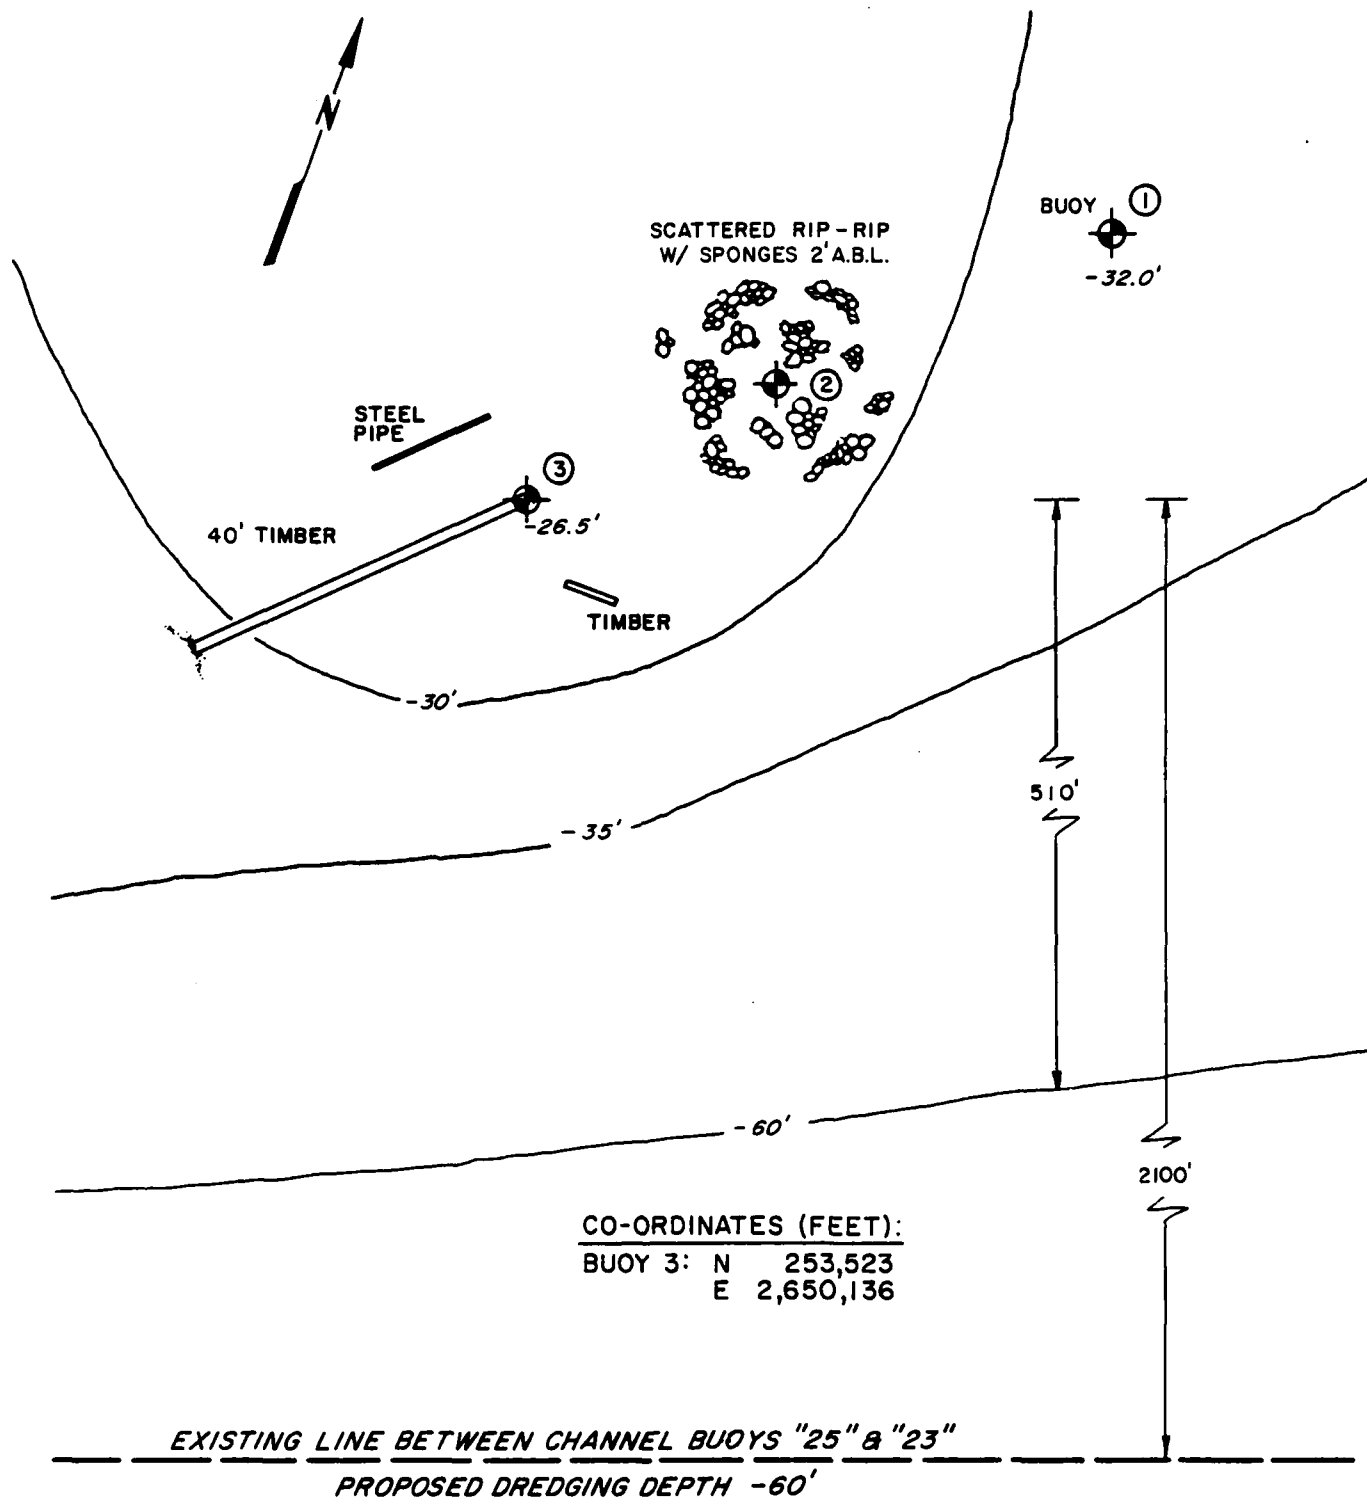 N
BUOY 1
-32.0'
SCATTERED RIP-RIP
W/ SPONGES 2' A.B.L.
2
STEEL
PIPE
3
-26.5'
40' TIMBER
TIMBER
-30'
510'
-35'
-60'
2100'
CO-ORDINATES (FEET):
BUOY 3: N 253,523
E 2,650,136
EXISTING LINE BETWEEN CHANNEL BUOYS "25" & "23"
PROPOSED DREDGING DEPTH -60'